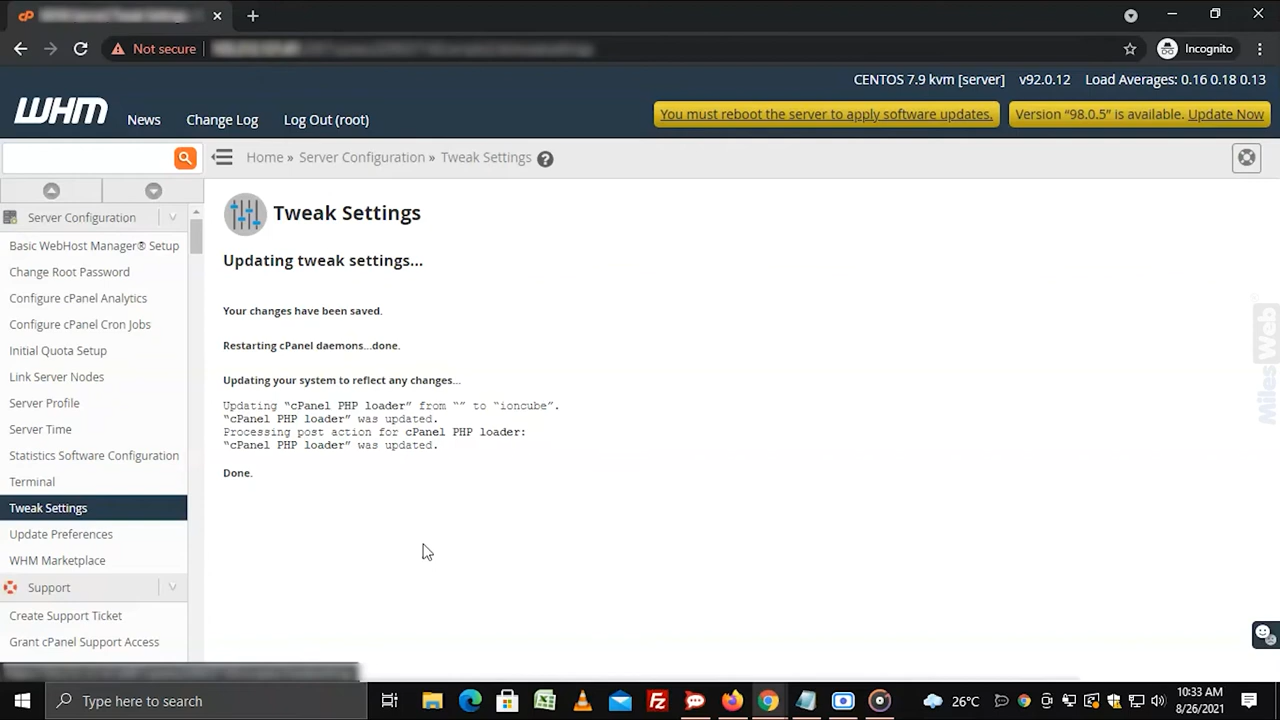 Not secure
Incognito
CENTOS 7.9 kvm [server] v92.0.12 Load Averages: 0.16 0.18 0.13
WHM
News
Change Log
Log Out (root)
You must reboot the server to apply software updates.
Version “98.0.5” is available. Update Now
Home » Server Configuration » Tweak Settings
Server Configuration
Basic WebHost Manager® Setup
Change Root Password
Configure cPanel Analytics
Configure cPanel Cron Jobs
Initial Quota Setup
Link Server Nodes
Server Profile
Server Time
Statistics Software Configuration
Terminal
Tweak Settings
Update Preferences
WHM Marketplace
Support
Create Support Ticket
Grant cPanel Support Access
Tweak Settings
Updating tweak settings...
Your changes have been saved.
Restarting cPanel daemons…done.
Updating your system to reflect any changes...
Updating “cPanel PHP loader” from “” to “ioncube”.
“cPanel PHP loader” was updated.
Processing post action for cPanel PHP loader:
“cPanel PHP loader” was updated.
Done.
Miles Web
Type here to search
26°C
10:33 AM
8/26/2021